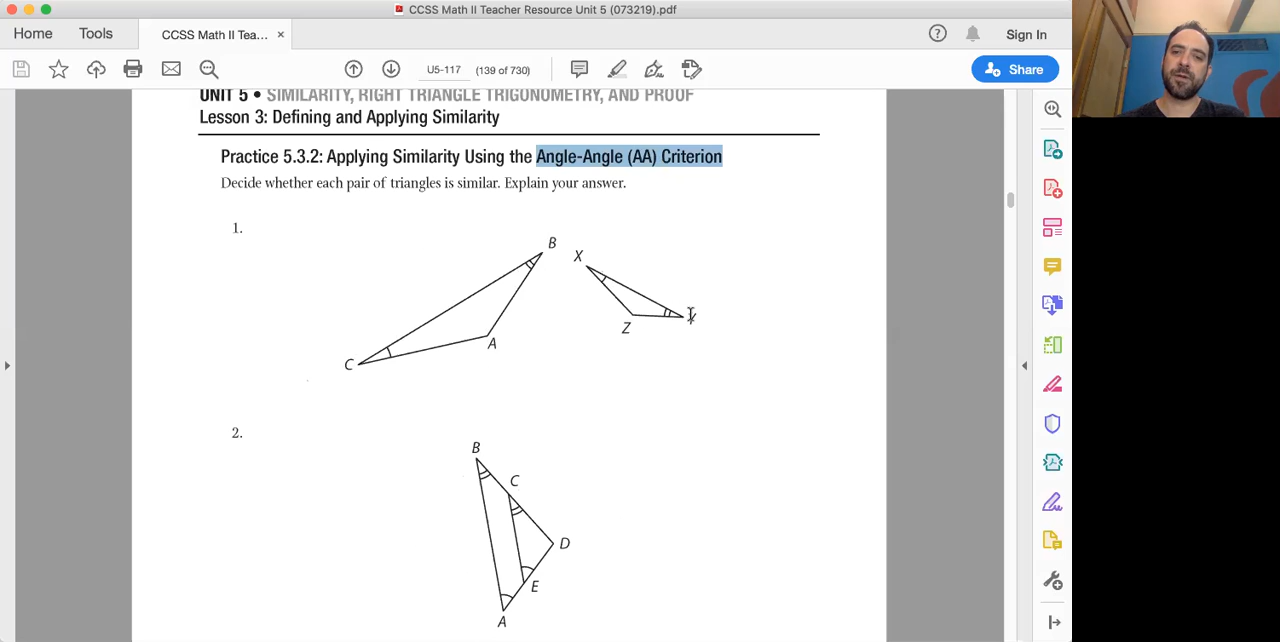 CCSS Math II Teacher Resource Unit 5 (073219).pdf
Home Tools CCSS Math II Tea... × ? Sign In
U5-117 (139 of 730) Share
UNIT 5 • SIMILARITY, RIGHT TRIANGLE TRIGONOMETRY, AND PROOF
Lesson 3: Defining and Applying Similarity
Practice 5.3.2: Applying Similarity Using the Angle-Angle (AA) Criterion
Decide whether each pair of triangles is similar. Explain your answer.
1.
B
X
Z
A
C
2.
B
C
D
E
A